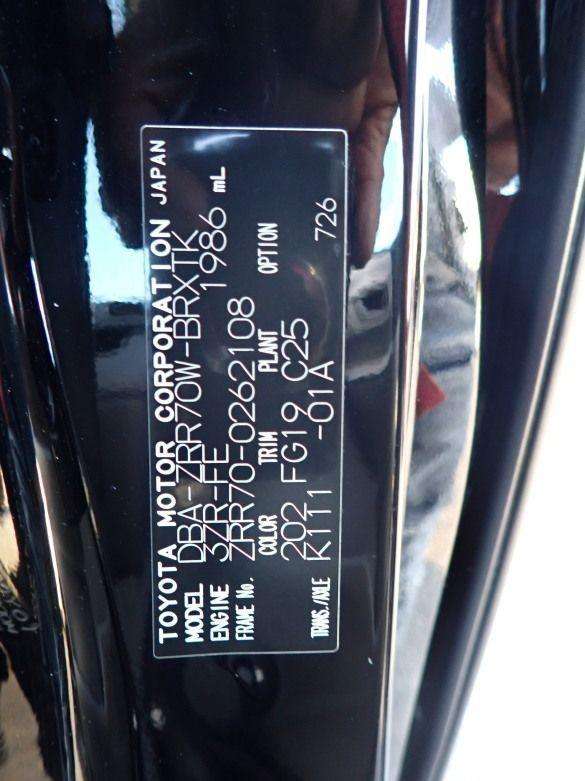 TOYOTA MOTOR CORPORATION JAPAN
MODEL DBA-ZRR70W-BRXTK
ENGINE 3ZR-FE 1986 mL
FRAME No. ZRR70-0262108
COLOR TRIM PLANT OPTION
202 FG19 C25
TRANS./AXLE K111 -01A 726